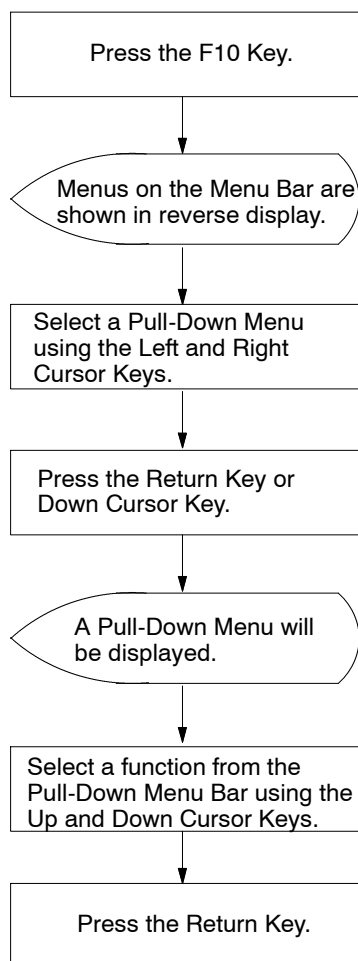 Press the F10 Key.
Menus on the Menu Bar are
shown in reverse display.
Select a Pull-Down Menu
using the Left and Right
Cursor Keys.
Press the Return Key or
Down Cursor Key.
A Pull-Down Menu will
be displayed.
Select a function from the
Pull-Down Menu Bar using the
Up and Down Cursor Keys.
Press the Return Key.